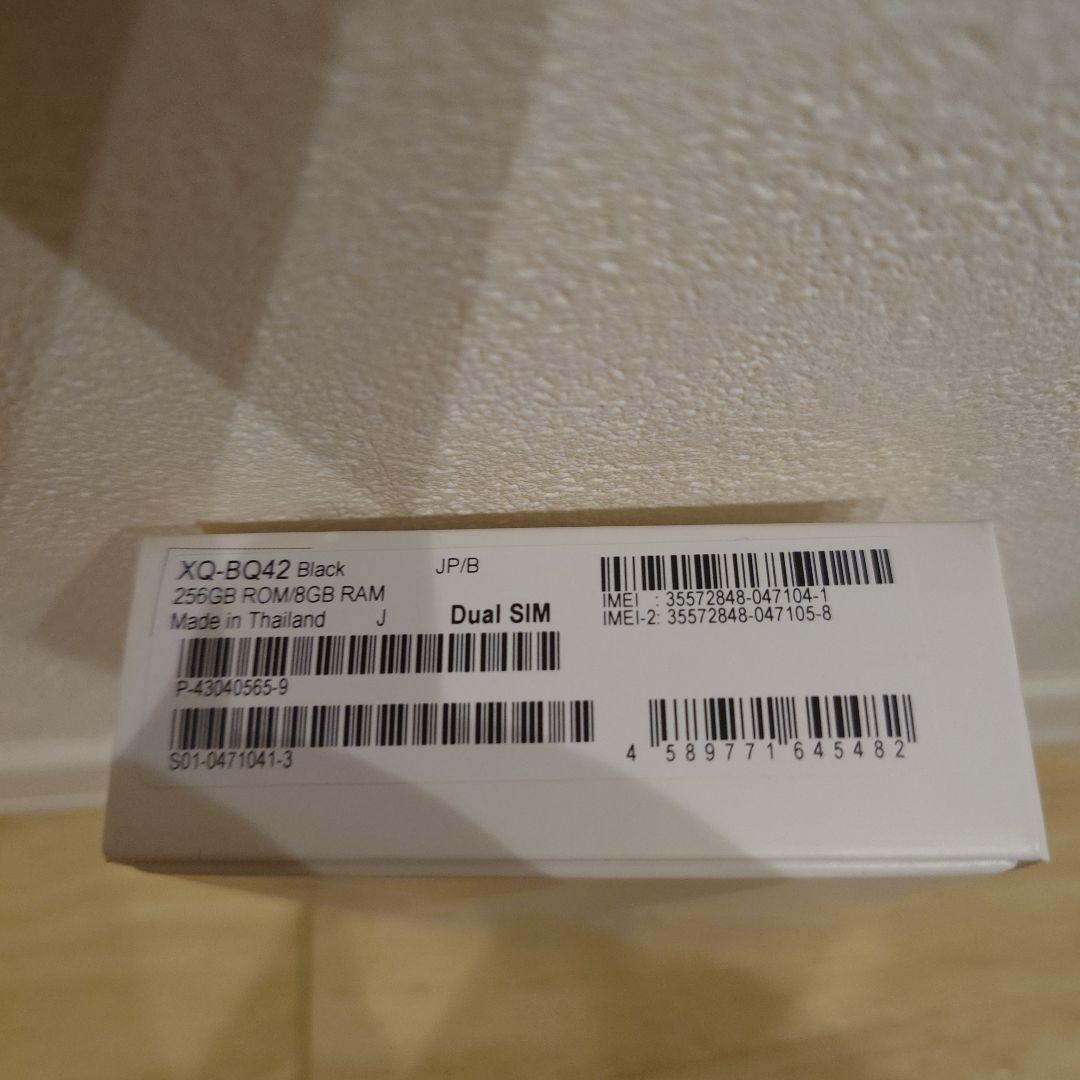 XQ-BQ42 Black JP/B
256GB ROM/8GB RAM
Made in Thailand J Dual SIM
P-43040565-9
S01-0471041-3
IMEI : 35572848-047104-1
IMEI-2: 35572848-047105-8
4 589771 645482